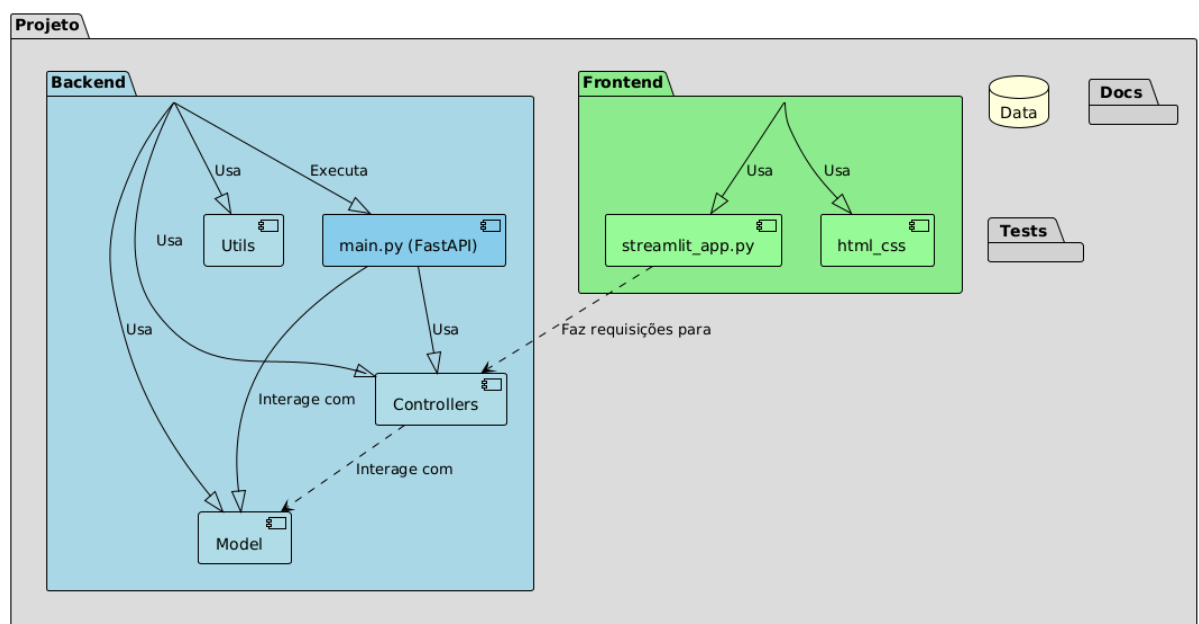 Projeto
Backend
Frontend
Data
Docs
Usa
Executa
Usa
Usa
Usa
Utils
main.py (FastAPI)
streamlit_app.py
html_css
Tests
Usa
Usa
Faz requisições para
Interage com
Controllers
Interage com
Model